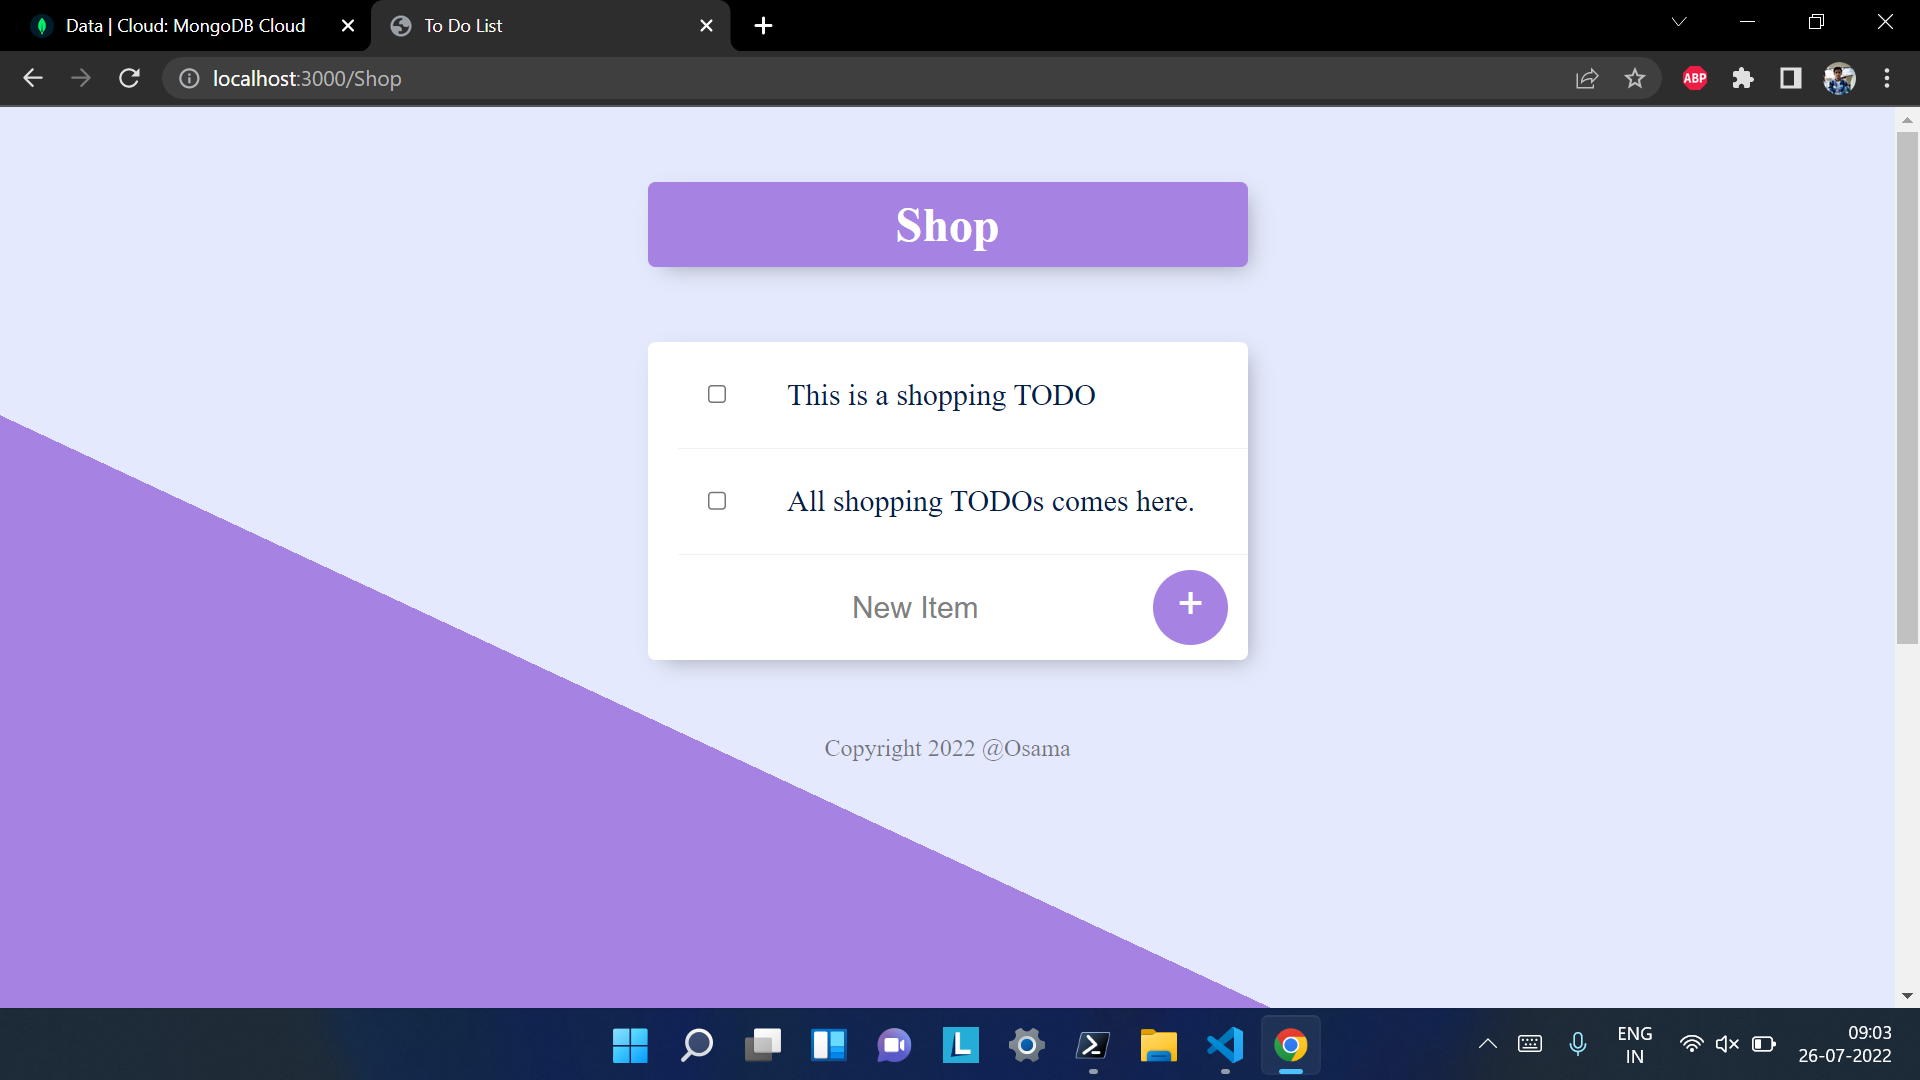 Data | Cloud: MongoDB Cloud
To Do List
localhost:3000/Shop
ABP
Shop
This is a shopping TODO
All shopping TODOs comes here.
New Item
+
Copyright 2022 @Osama
L
ENG
IN
09:03
26-07-2022